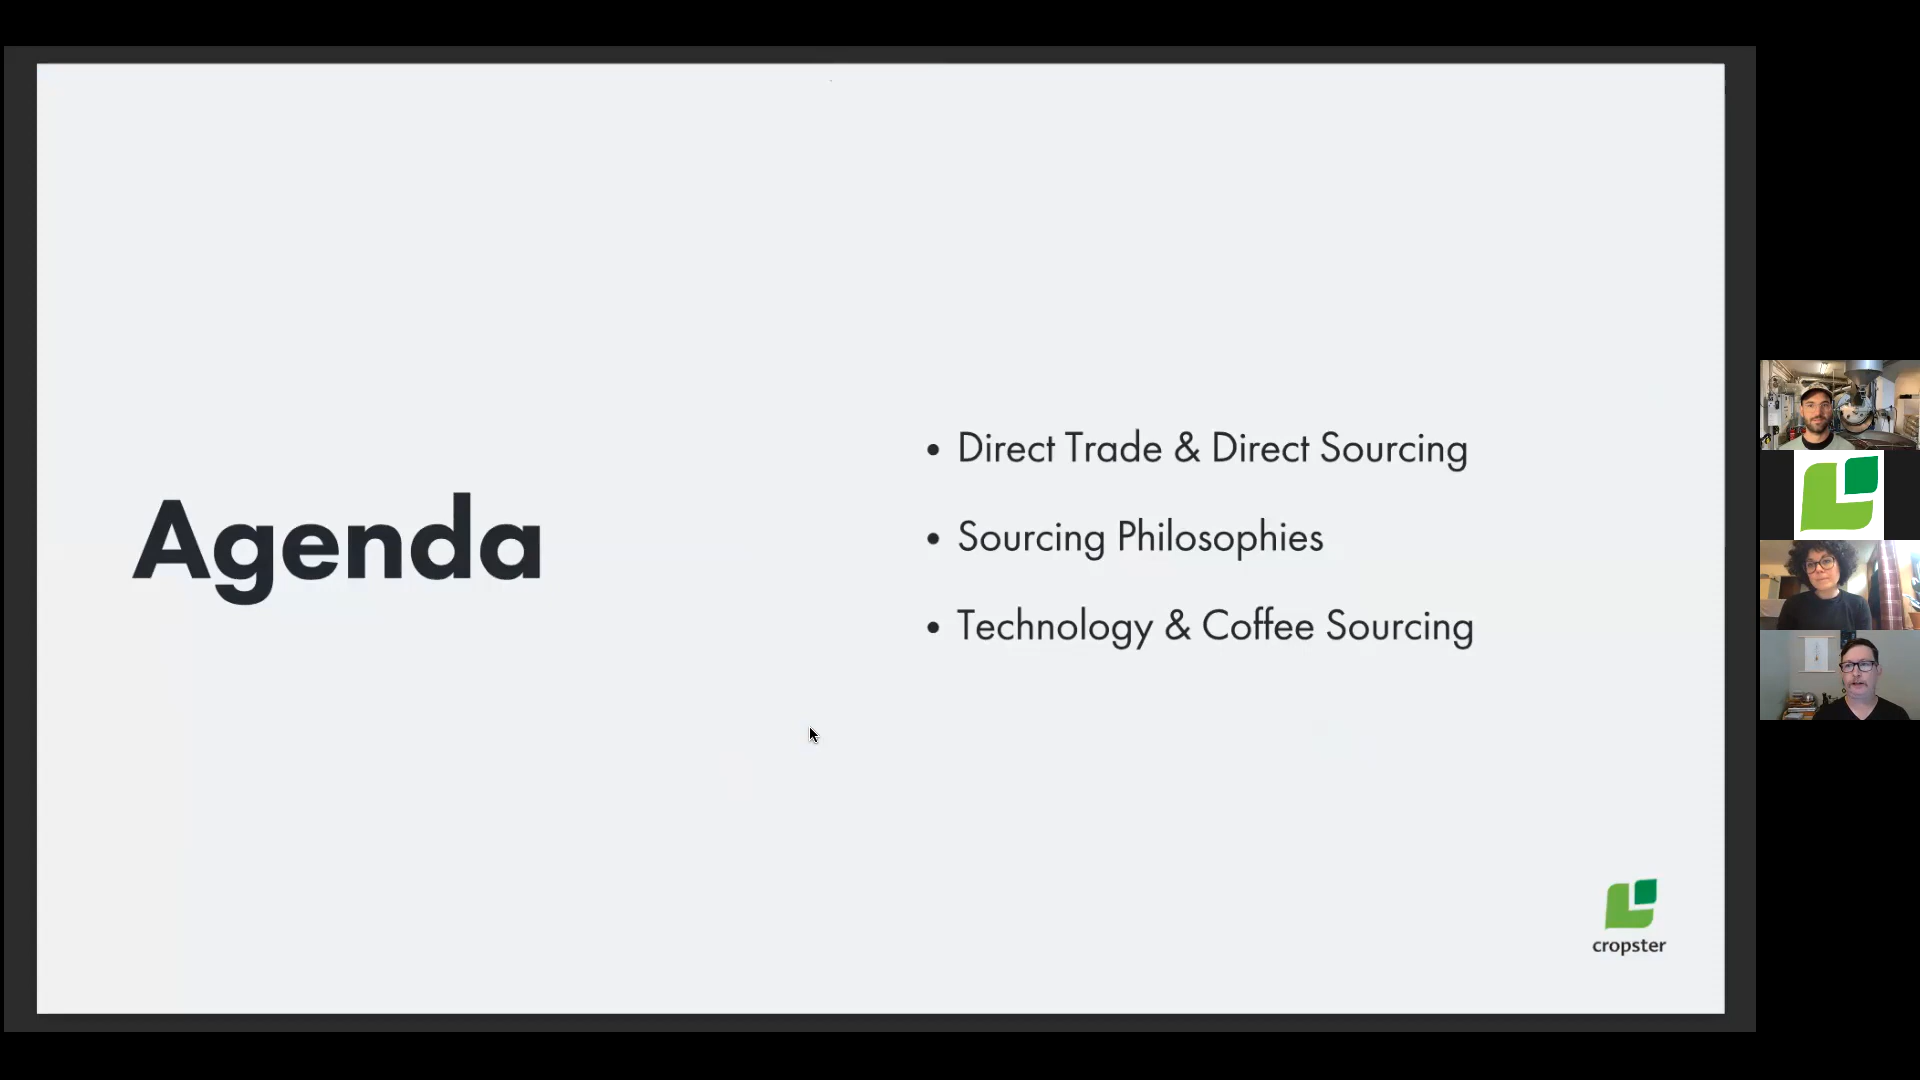 Agenda
• Direct Trade & Direct Sourcing
• Sourcing Philosophies
• Technology & Coffee Sourcing
cropster